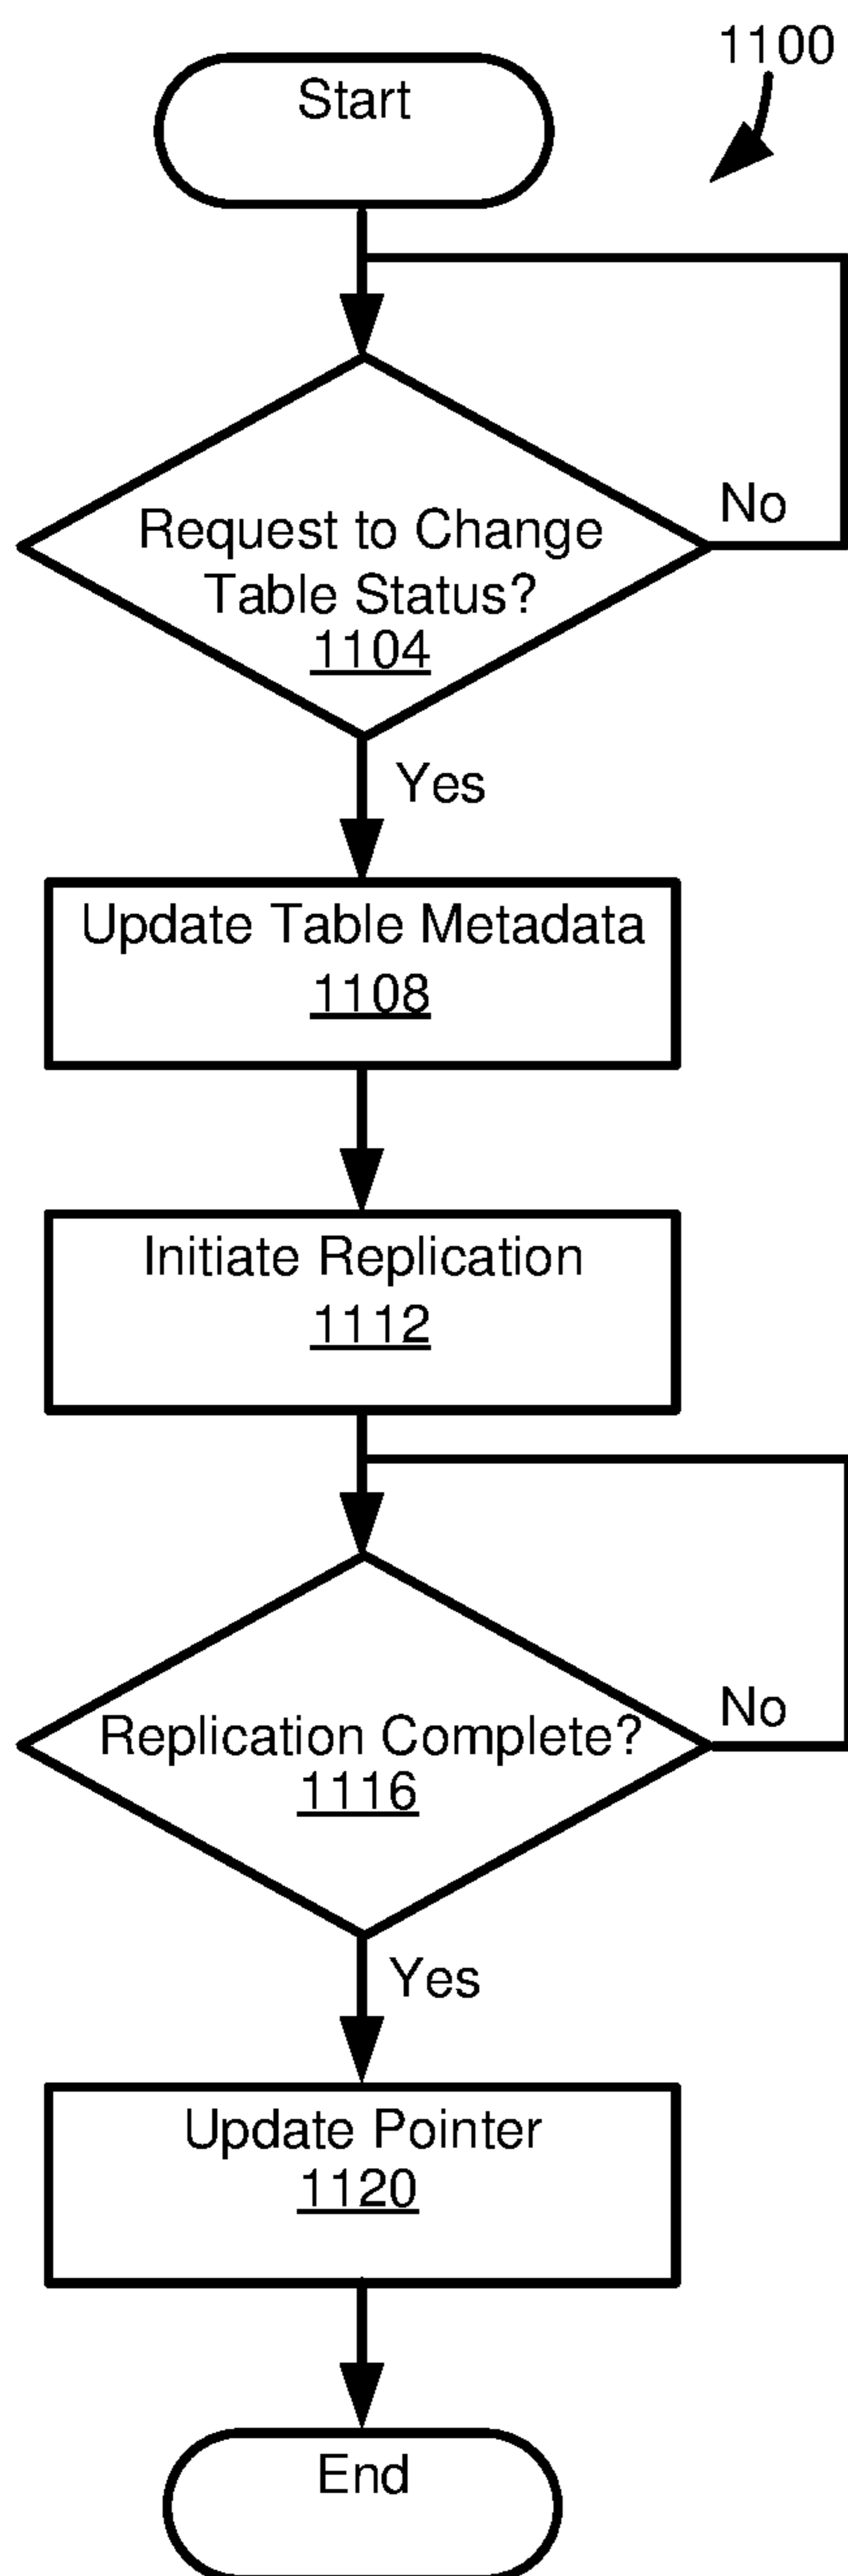 1100
Start
Request to Change
Table Status?
1104
No
Yes
Update Table Metadata
1108
Initiate Replication
1112
Replication Complete?
1116
No
Yes
Update Pointer
1120
End